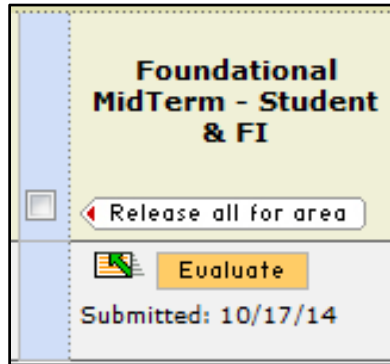 Foundational
MidTerm - Student
& FI
Release all for area
Evaluate
Submitted: 10/17/14